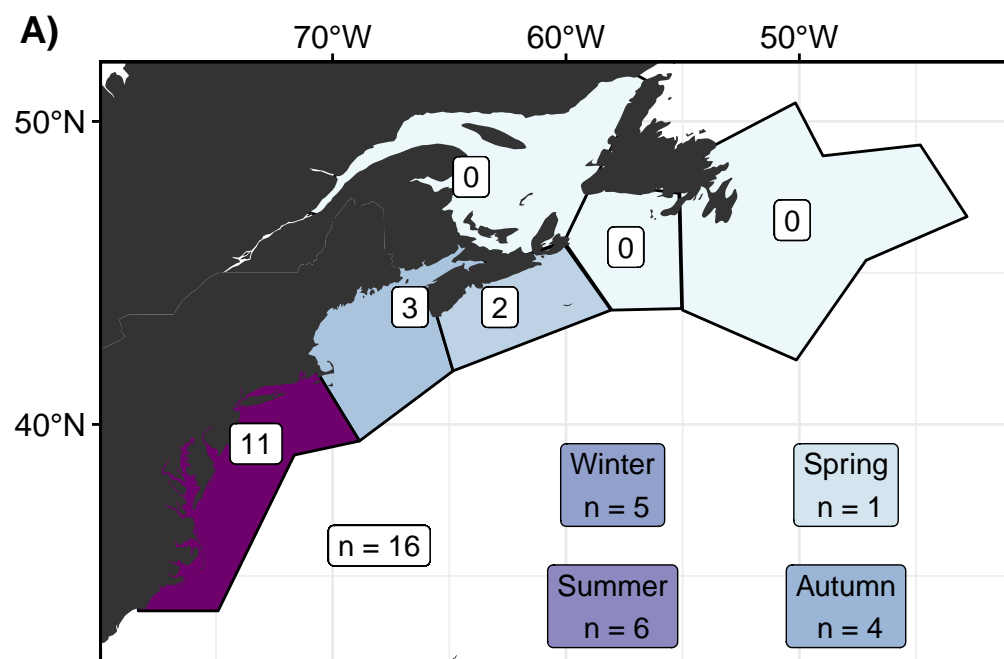 A)
70°W 60°W 50°W
50°N
0
0
0
3
2
40°N
11
Winter
n = 5
Spring
n = 1
n = 16
Summer
n = 6
Autumn
n = 4